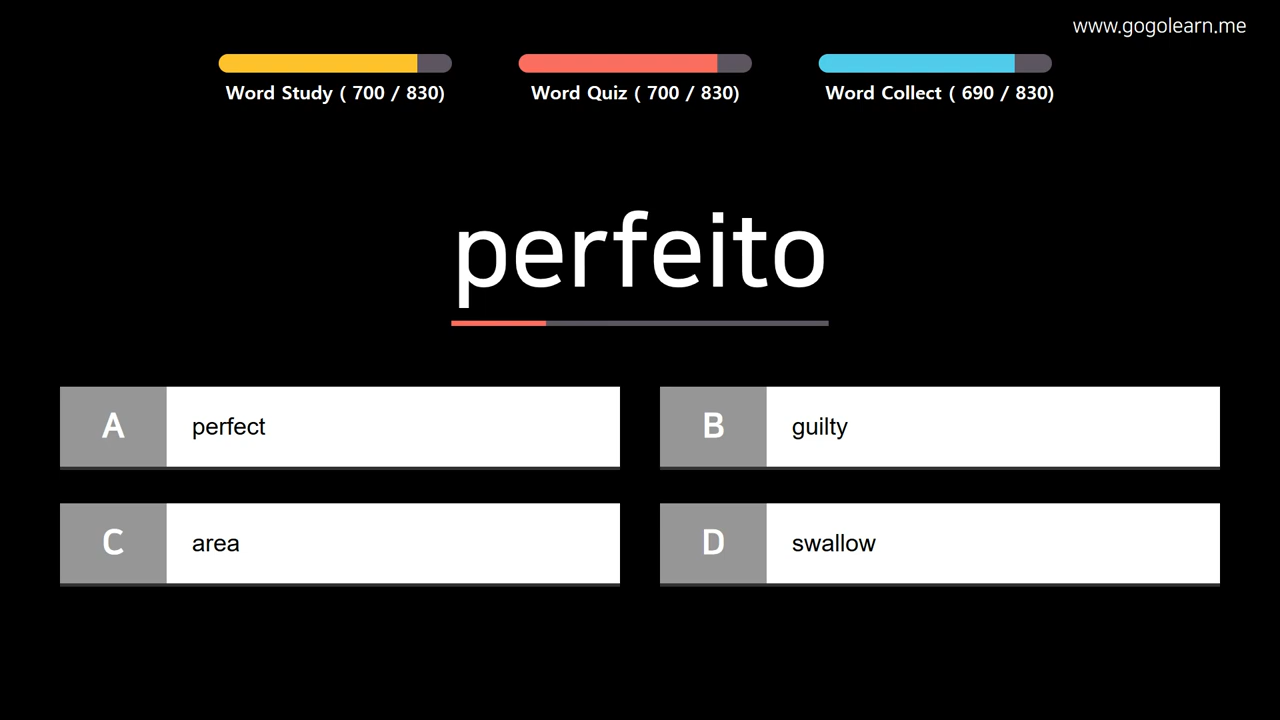 www.gogolearn.me
Word Study ( 700 / 830)
Word Quiz ( 700 / 830)
Word Collect ( 690 / 830)
perfeito
A perfect
B guilty
C area
D swallow